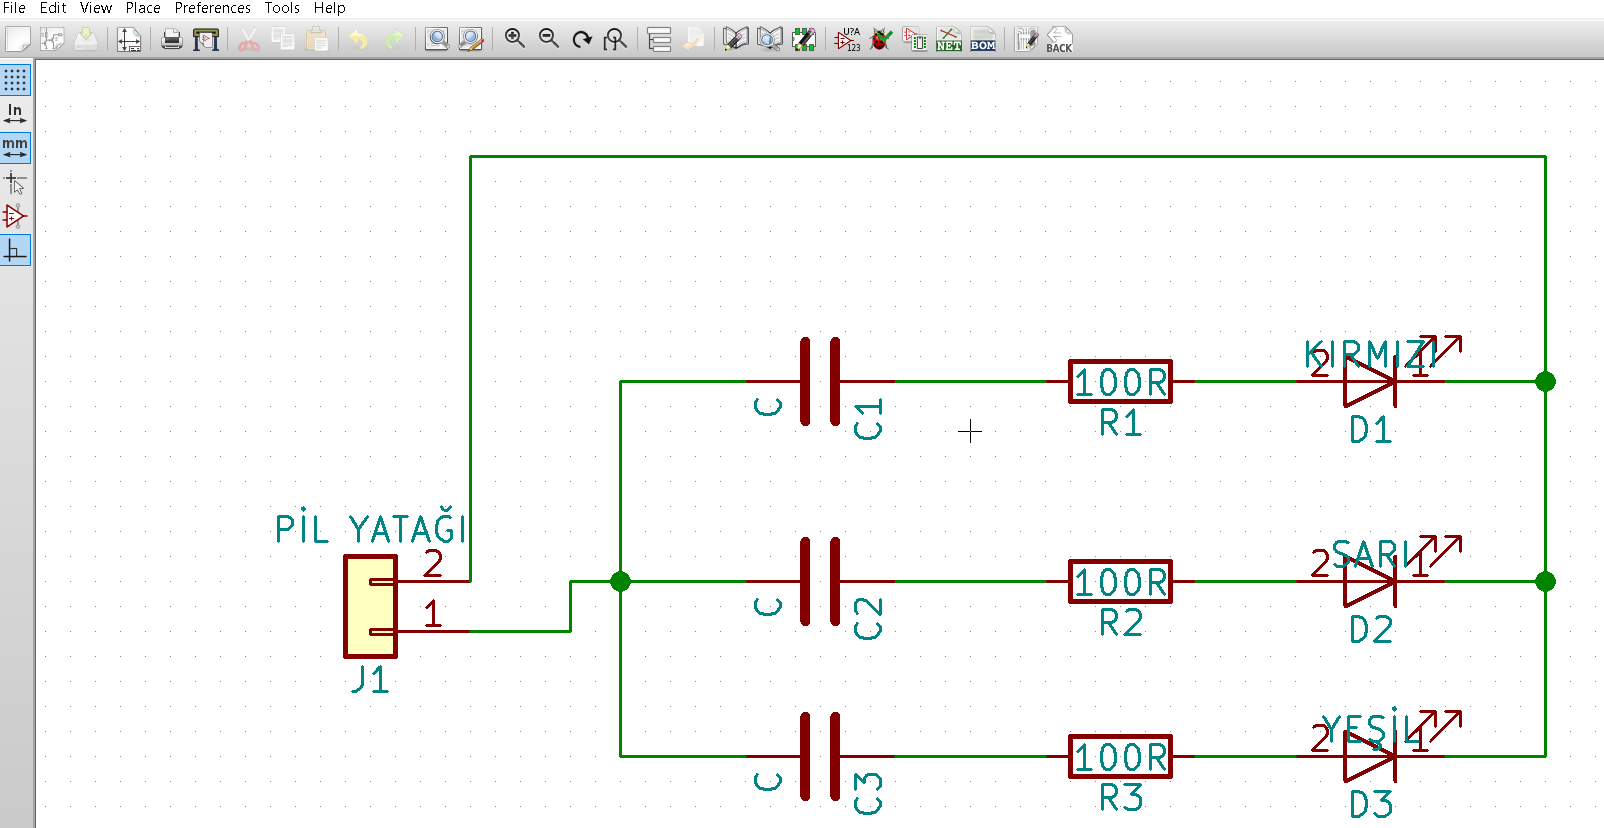 File Edit View Place Preferences Tools Help
U?A
123
NET
BOM
BACK
In
mm
KIRMIZI
2 1
C C1 100R
R1 D1
PİL YATAĞI
2
1
J1
SARI
2 1
C C2 100R
R2 D2
YEŞİL
2 1
C C3 100R
R3 D3